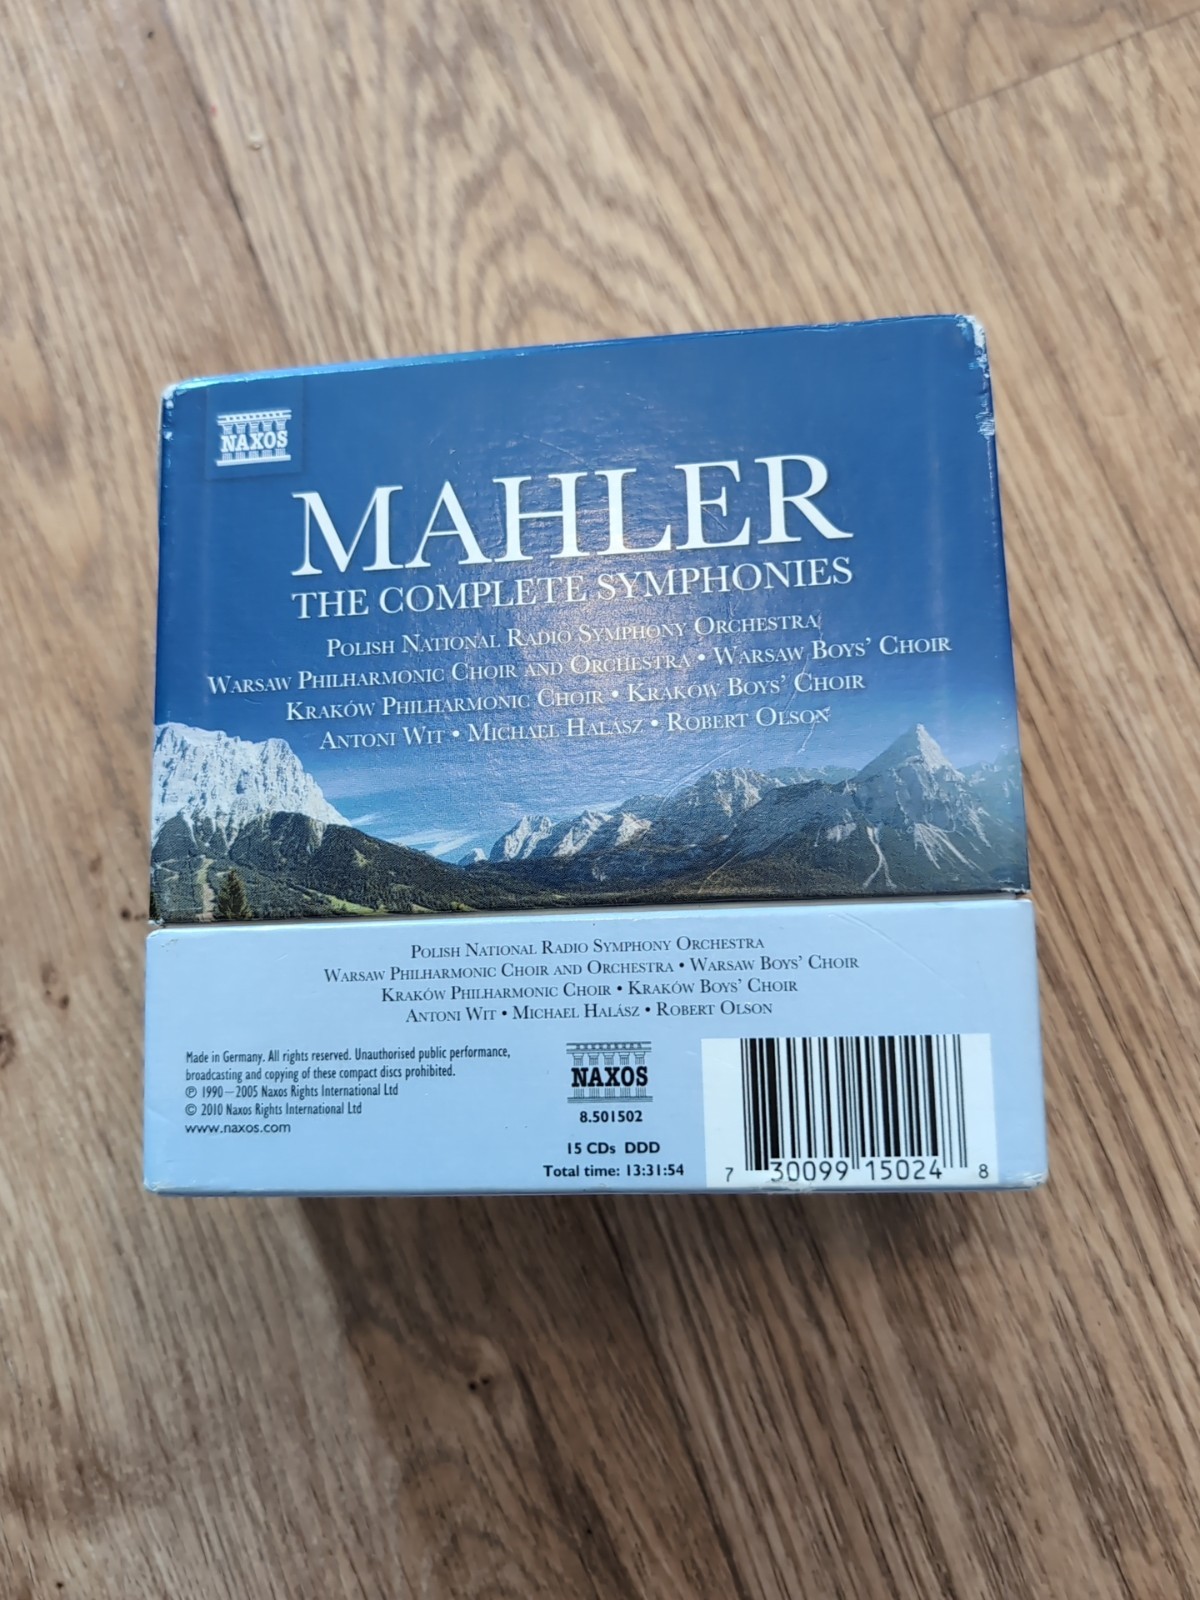 NAXOS
MAHLER
THE COMPLETE SYMPHONIES
POLISH NATIONAL RADIO SYMPHONY ORCHESTRA
WARSAW PHILHARMONIC CHOIR AND ORCHESTRA • WARSAW BOYS' CHOIR
KRAKÓW PHILHARMONIC CHOIR • KRAKOW BOYS' CHOIR
ANTONI WIT • MICHAEL HALÁSZ • ROBERT OLSON
POLISH NATIONAL RADIO SYMPHONY ORCHESTRA
WARSAW PHILHARMONIC CHOIR AND ORCHESTRA • WARSAW BOYS' CHOIR
KRAKÓW PHILHARMONIC CHOIR • KRAKÓW BOYS' CHOIR
ANTONI WIT • MICHAEL HALÁSZ • ROBERT OLSON
Made in Germany. All rights reserved. Unauthorised public performance,
broadcasting and copying of these compact discs prohibited.
℗ 1990–2005 Naxos Rights International Ltd
© 2010 Naxos Rights International Ltd
www.naxos.com
NAXOS
8.501502
15 CDs DDD
Total time: 13:31:54
7 30099 15024 8